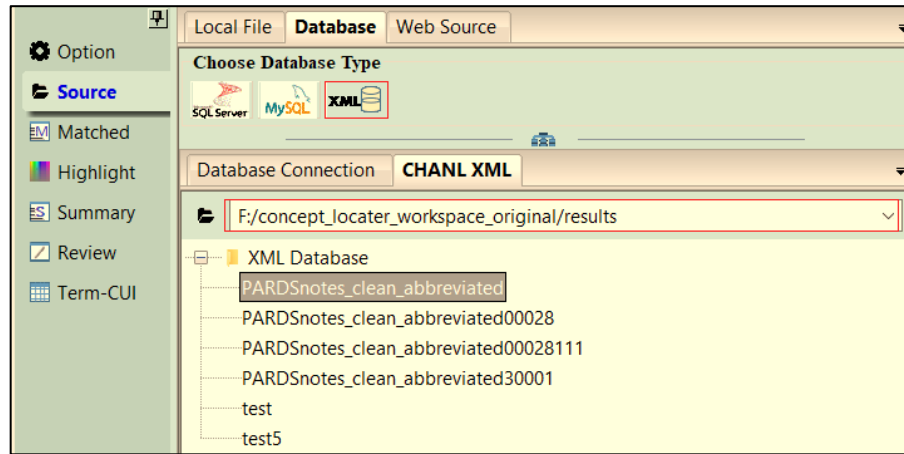 Local File Database Web Source
Option
Choose Database Type
Source
SQL Server MySQL XML
Matched
Highlight
Database Connection CHANL XML
Summary
F:/concept_locater_workspace_original/results
Review
XML Database
Term-CUI
PARDSnotes_clean_abbreviated
PARDSnotes_clean_abbreviated00028
PARDSnotes_clean_abbreviated00028111
PARDSnotes_clean_abbreviated30001
test
test5